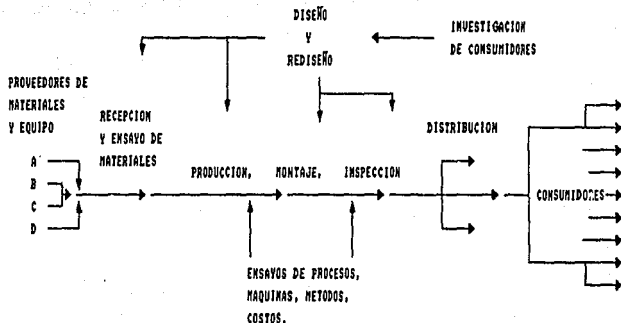 DISEÑO
Y
REDISEÑO
INVESTIGACION
DE CONSUMIDORES
PROVEEDORES DE
MATERIALES
Y EQUIPO
RECEPCION
Y ENSAYO DE
MATERIALES
DISTRIBUCION
A
B
C
D
PRODUCCION, MONTAJE, INSPECCION
CONSUMIDORES
ENSAYOS DE PROCESOS,
MAQUINAS, METODOS,
COSTOS.